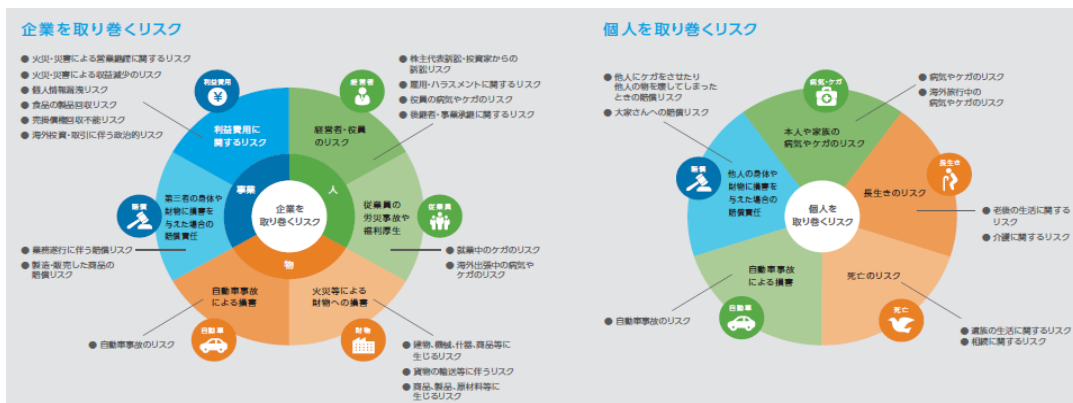 企業を取り巻くリスク
● 火災・災害による営業継続に関するリスク
● 火災・災害による収益減少のリスク
● 個人情報漏洩リスク
● 食品の製品回収リスク
● 売掛債権回収不能リスク
● 海外投資・取引に伴う政治的リスク
利益費用
¥
経営者
● 株主代表訴訟・投資家からの
訴訟リスク
● 雇用・ハラスメントに関するリスク
● 役員の病気やケガのリスク
● 後継者・事業承継に関するリスク
利益費用に
関するリスク
経営者・役員
のリスク
事業
人
物
企業を
取り巻くリスク
賠償
第三者の身体や
財物に損害を
与えた場合の
賠償責任
従業員の
労災事故や
福利厚生
従業員
● 業務遂行に伴う賠償リスク
● 製造・販売した商品の
賠償リスク
● 就業中のケガのリスク
● 海外出張中の病気や
ケガのリスク
自動車事故
による損害
火災等による
財物への損害
自動車
財物
● 自動車事故のリスク
● 建物、機械、什器、商品等に
生じるリスク
● 貨物の輸送等に伴うリスク
● 商品、製品、原材料等に
生じるリスク
個人を取り巻くリスク
● 他人にケガをさせたり
他人の物を壊してしまった
ときの賠償リスク
● 大家さんへの賠償リスク
病気・ケガ
● 病気やケガのリスク
● 海外旅行中の
病気やケガのリスク
本人や家族の
病気やケガのリスク
賠償
他人の身体や
財物に損害を
与えた場合の
賠償責任
個人を
取り巻くリスク
長生きのリスク
長生き
● 老後の生活に関する
リスク
● 介護に関するリスク
自動車事故
による損害
死亡のリスク
自動車
死亡
● 自動車事故のリスク
● 遺族の生活に関するリスク
● 相続に関するリスク